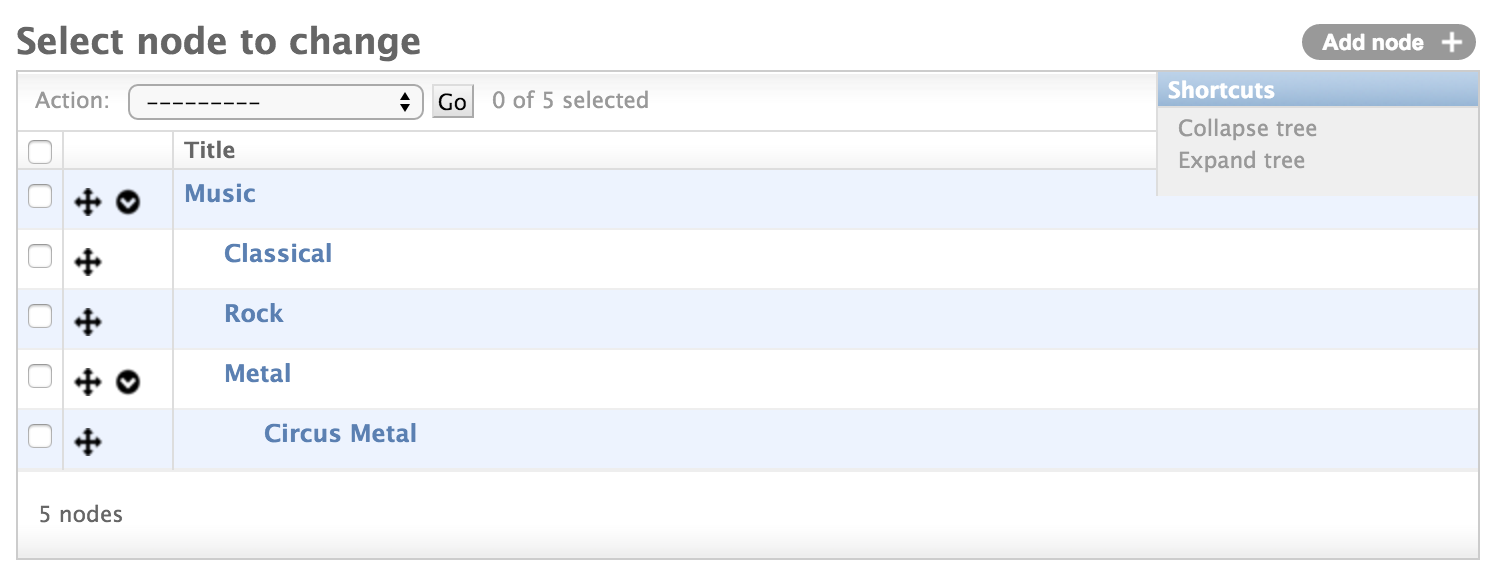 Select node to change
Add node +
Action: --------- Go 0 of 5 selected
Shortcuts
Collapse tree
Expand tree
Title
Music
Classical
Rock
Metal
Circus Metal
5 nodes